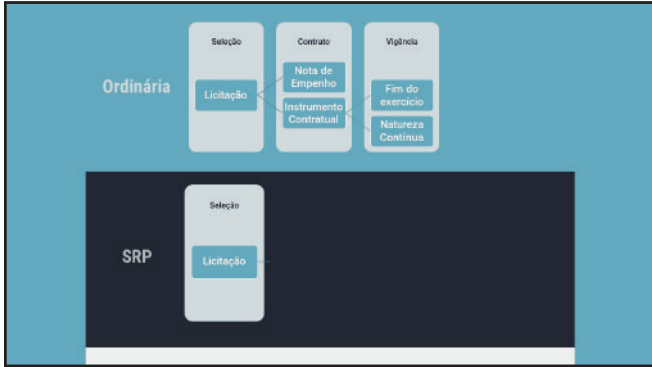 Seleção
Contrato
Vigência
Ordinária
Licitação
Nota de
Empenho
Instrumento
Contratual
Fim do
exercício
Natureza
Contínua
Seleção
SRP
Licitação